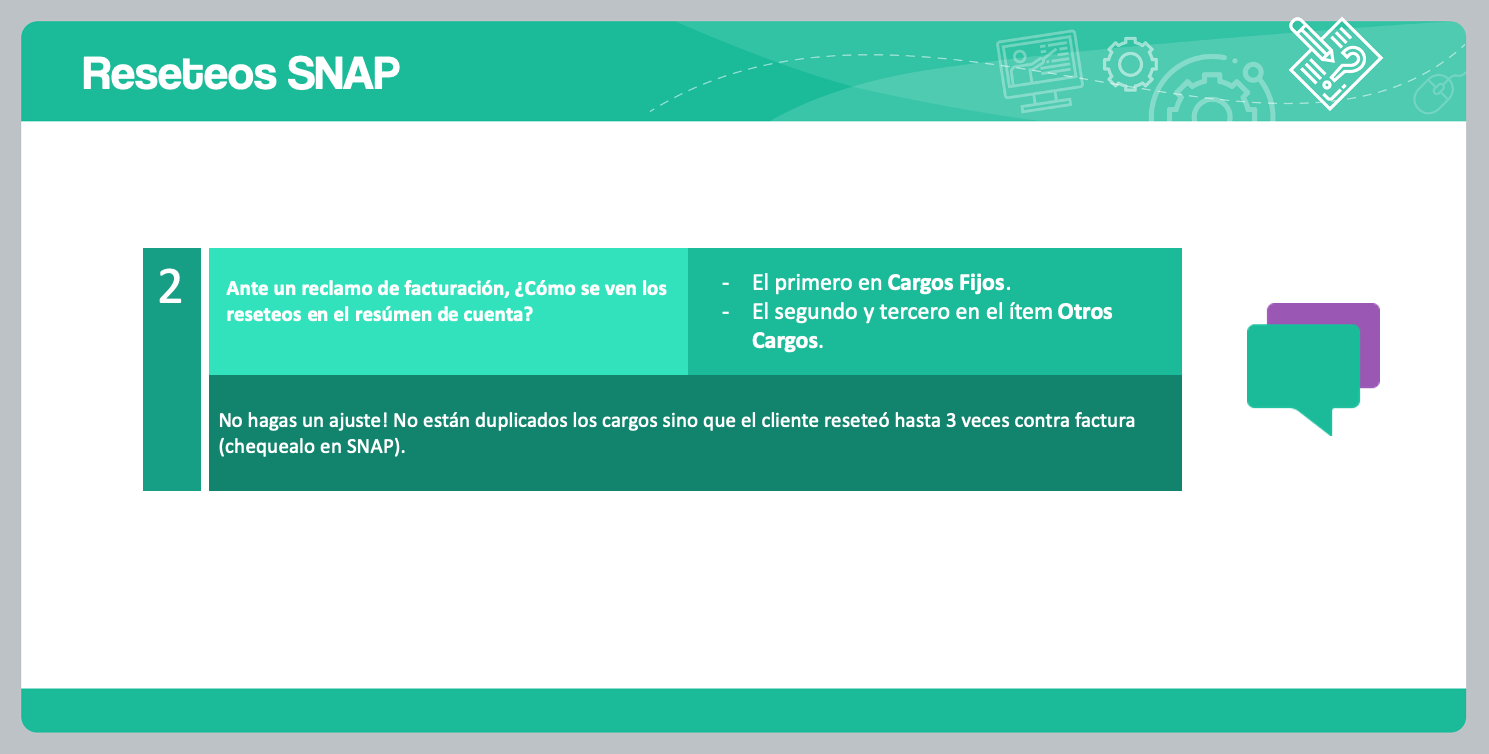 Reseteos SNAP
2
Ante un reclamo de facturación, ¿Cómo se ven los
reseteos en el resúmen de cuenta?
- El primero en Cargos Fijos.
- El segundo y tercero en el ítem Otros
Cargos.
No hagas un ajuste! No están duplicados los cargos sino que el cliente reseteó hasta 3 veces contra factura
(chequealo en SNAP).